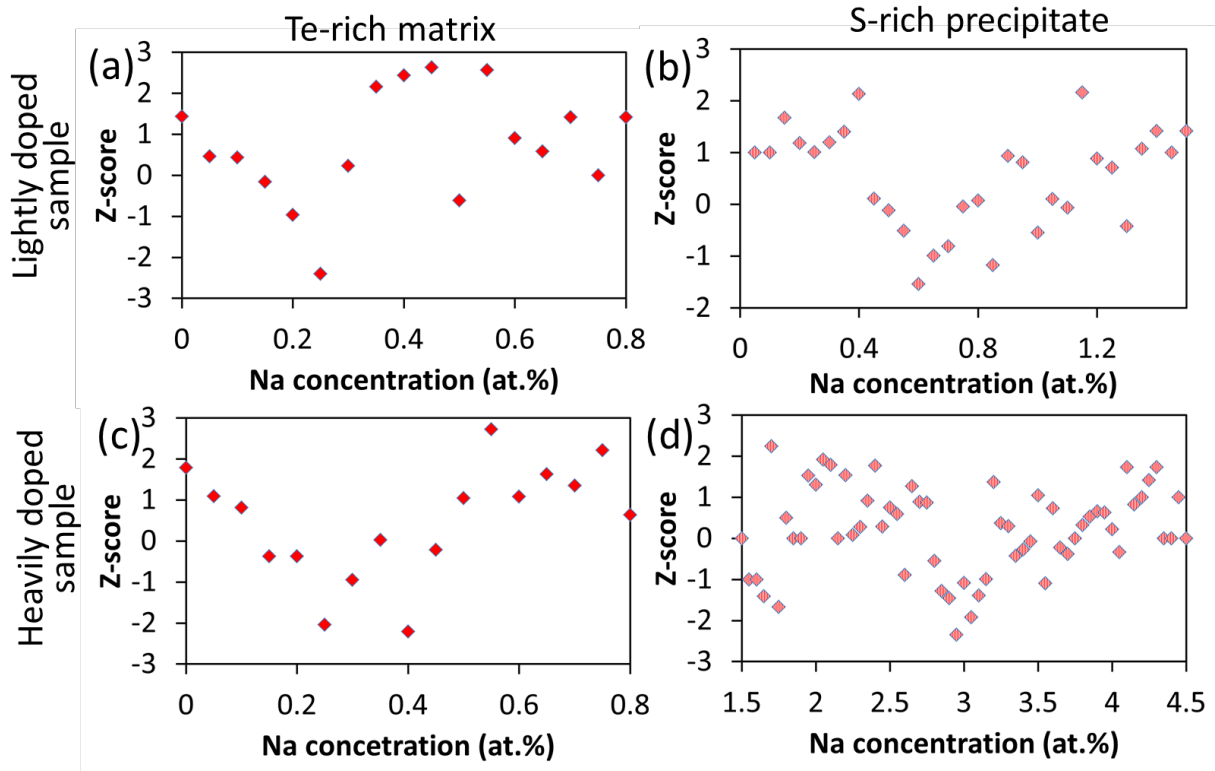 Te-rich matrix
S-rich precipitate
Lightly doped
sample
(a)
3
2
1
0
-1
-2
-3
Z-score
0 0.2 0.4 0.6 0.8
Na concentration (at.%)
(b)
3
2
1
0
-1
-2
Z-score
0 0.4 0.8 1.2
Na concentration (at.%)
Heavily doped
sample
(c)
3
2
1
0
-1
-2
-3
Z-score
0 0.2 0.4 0.6 0.8
Na concetration (at.%)
(d)
3
2
1
0
-1
-2
-3
Z-score
1.5 2 2.5 3 3.5 4 4.5
Na concentration (at.%)